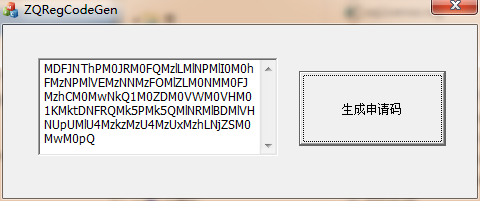 ZQRegCodeGen
MDFJNThPM0JRM0FQMzlLMlNPMlI0M0h
FMzNPMlVEMzNNMzFOMlZLM0NMM0FJ
MzhCM0MwNkQ1M0ZDM0VWM0VHM0
1KMktDNFRQMk5PMk5QMlNRMlBDMlVH
NUpUMlU4MzkzMzU4MzUxMzhLNjZSM0
MwM0pQ
生成申请码